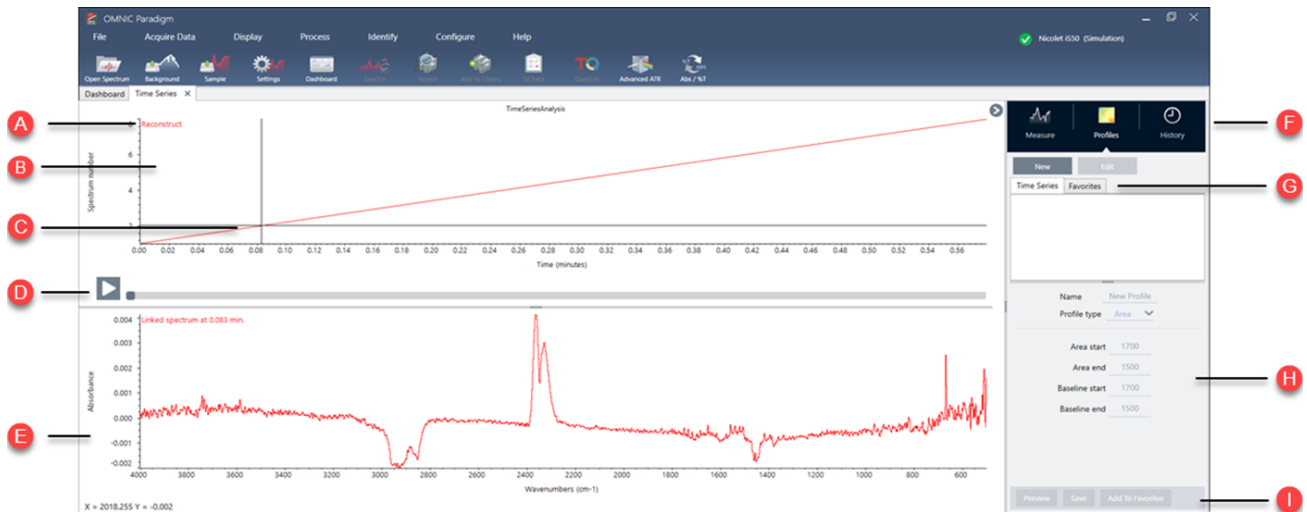 OMNIC Paradigm
File Acquire Data Display Process Identify Configure Help
Nicolet iS50 (Simulation)
Open Spectrum Background Sample Settings Dashboard Spectra Search Add To Library QCheck TQ Quantify Advanced ATR Abs / %T
Dashboard Time Series
TimeSeriesAnalysis
A
B
C
D
E
F
G
H
I
Reconstruct
Spectrum number
8
6
4
2
0.00 0.02 0.04 0.06 0.08 0.10 0.12 0.14 0.16 0.18 0.20 0.22 0.24 0.26 0.28 0.30 0.32 0.34 0.36 0.38 0.40 0.42 0.44 0.46 0.48 0.50 0.52 0.54 0.56
Time (minutes)
Linked spectrum at 0.083 min.
Absorbance
0.004
0.003
0.002
0.001
0.000
-0.001
-0.002
4000 3800 3600 3400 3200 3000 2800 2600 2400 2200 2000 1800 1600 1400 1200 1000 800 600
Wavenumbers (cm-1)
X = 2018.255 Y = -0.002
Measure Profiles History
New Edit
Time Series Favorites
Name New Profile
Profile type Area
Area start 1700
Area end 1500
Baseline start 1700
Baseline end 1500
Preview Save Add To Favorites